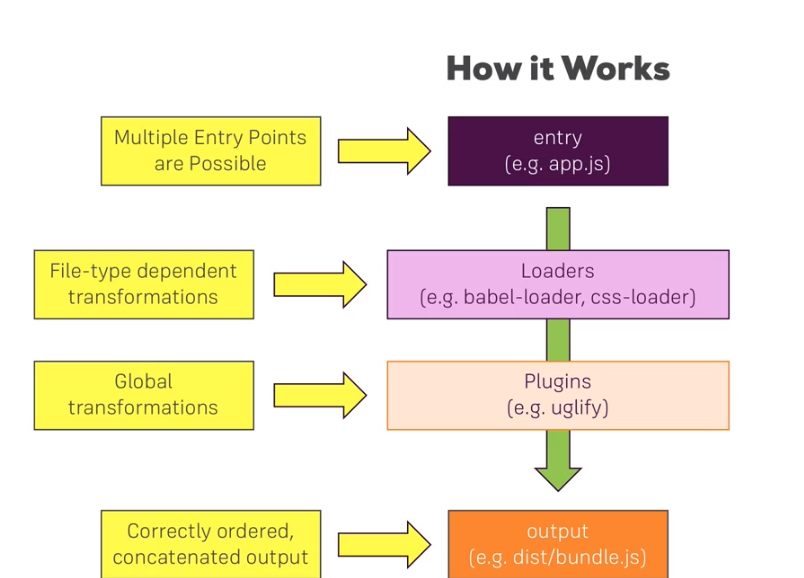 How it Works
Multiple Entry Points
are Possible
entry
(e.g. app.js)
File-type dependent
transformations
Loaders
(e.g. babel-loader, css-loader)
Global
transformations
Plugins
(e.g. uglify)
Correctly ordered,
concatenated output
output
(e.g. dist/bundle.js)